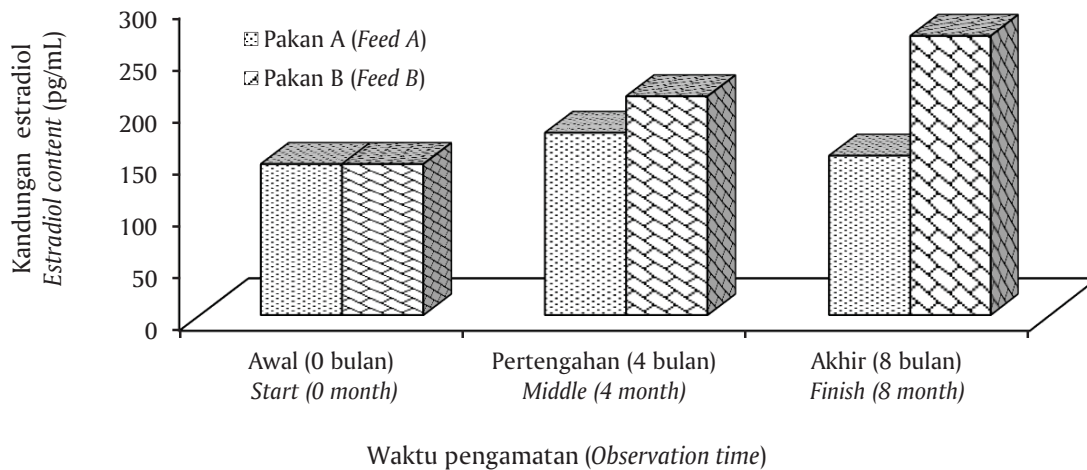 300
250
200
150
100
50
0
Kandungan estradiol
Estradiol content (pg/mL)
Pakan A (Feed A)
Pakan B (Feed B)
Awal (0 bulan)
Start (0 month)
Pertengahan (4 bulan)
Middle (4 month)
Akhir (8 bulan)
Finish (8 month)
Waktu pengamatan (Observation time)